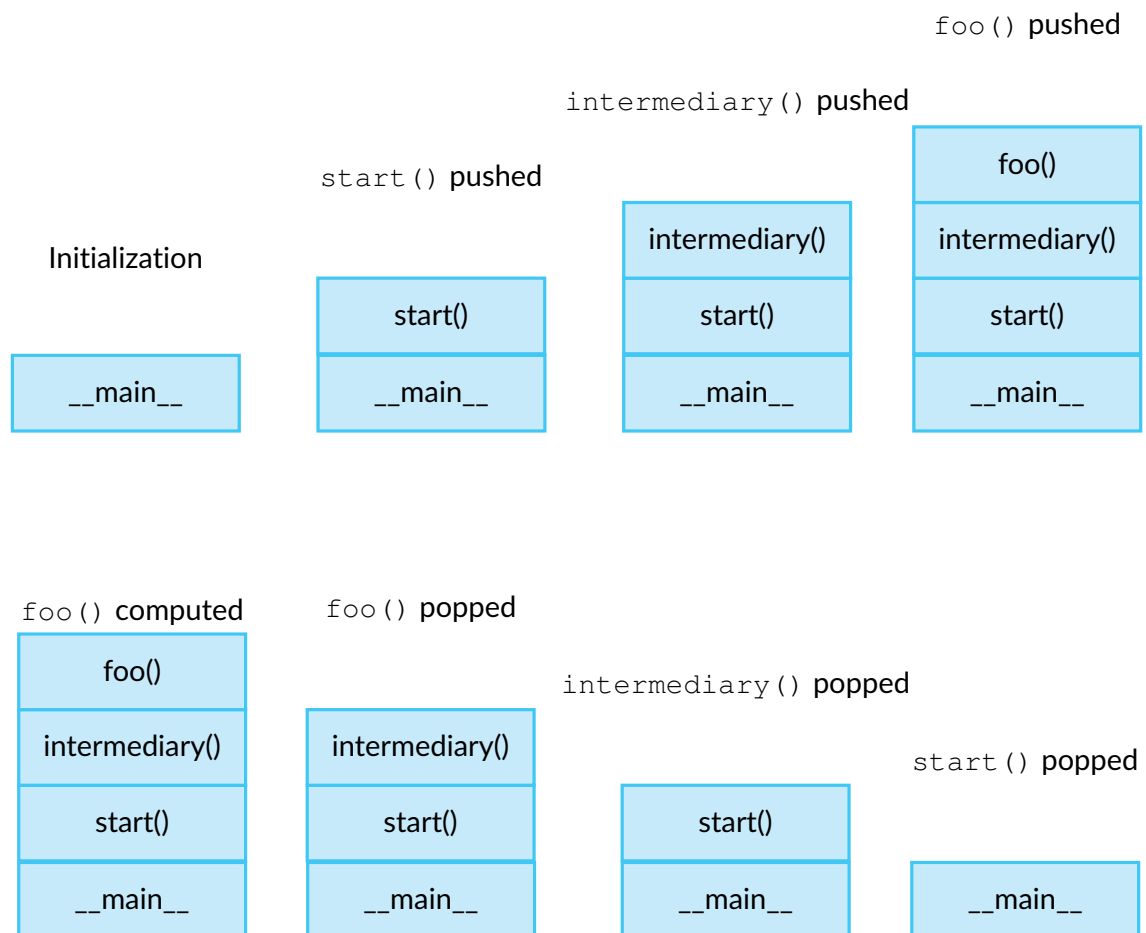 foo() pushed
intermediary() pushed
foo()
start() pushed
intermediary()
intermediary()
Initialization
start()
start()
start()
__main__
__main__
__main__
__main__
foo() computed
foo() popped
foo()
intermediary() popped
intermediary()
intermediary()
start() popped
start()
start()
start()
__main__
__main__
__main__
__main__